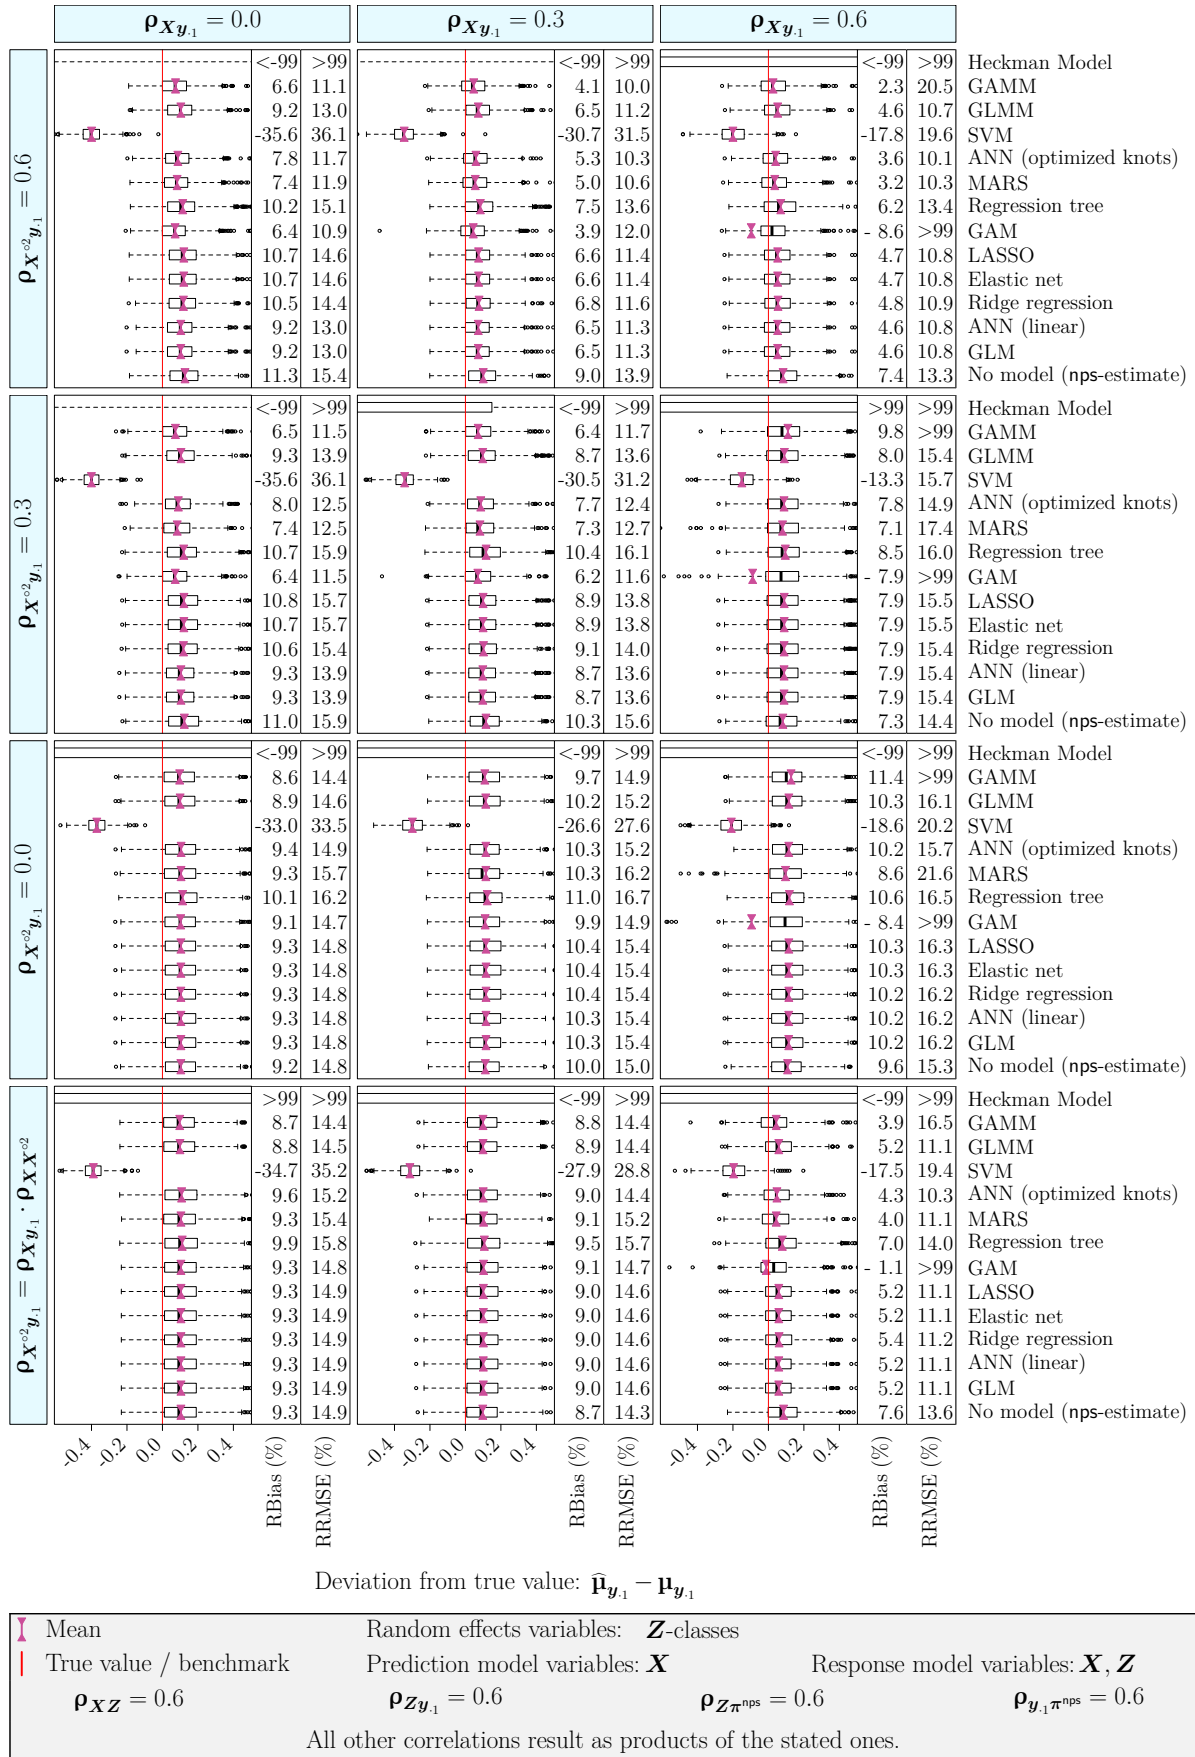 ρXy.1 = 0.0 ρXy.1 = 0.3 ρXy.1 = 0.6
ρX∘2y.1 = 0.6
<-99 >99 <-99 >99 <-99 >99 Heckman Model
6.6 11.1 4.1 10.0 2.3 20.5 GAMM
9.2 13.0 6.5 11.2 4.6 10.7 GLMM
-35.6 36.1 -30.7 31.5 -17.8 19.6 SVM
7.8 11.7 5.3 10.3 3.6 10.1 ANN (optimized knots)
7.4 11.9 5.0 10.6 3.2 10.3 MARS
10.2 15.1 7.5 13.6 6.2 13.4 Regression tree
6.4 10.9 3.9 12.0 - 8.6 >99 GAM
10.7 14.6 6.6 11.4 4.7 10.8 LASSO
10.7 14.6 6.6 11.4 4.7 10.8 Elastic net
10.5 14.4 6.8 11.6 4.8 10.9 Ridge regression
9.2 13.0 6.5 11.3 4.6 10.8 ANN (linear)
9.2 13.0 6.5 11.3 4.6 10.8 GLM
11.3 15.4 9.0 13.9 7.4 13.3 No model (nps-estimate)
ρX∘2y.1 = 0.3
<-99 >99 <-99 >99 >99 >99 Heckman Model
6.5 11.5 6.4 11.7 9.8 >99 GAMM
9.3 13.9 8.7 13.6 8.0 15.4 GLMM
-35.6 36.1 -30.5 31.2 -13.3 15.7 SVM
8.0 12.5 7.7 12.4 7.8 14.9 ANN (optimized knots)
7.4 12.5 7.3 12.7 7.1 17.4 MARS
10.7 15.9 10.4 16.1 8.5 16.0 Regression tree
6.4 11.5 6.2 11.6 - 7.9 >99 GAM
10.8 15.7 8.9 13.8 7.9 15.5 LASSO
10.7 15.7 8.9 13.8 7.9 15.5 Elastic net
10.6 15.4 9.1 14.0 7.9 15.4 Ridge regression
9.3 13.9 8.7 13.6 7.9 15.4 ANN (linear)
9.3 13.9 8.7 13.6 7.9 15.4 GLM
11.0 15.9 10.3 15.6 7.3 14.4 No model (nps-estimate)
ρX∘2y.1 = 0.0
<-99 >99 <-99 >99 <-99 >99 Heckman Model
8.6 14.4 9.7 14.9 11.4 >99 GAMM
8.9 14.6 10.2 15.2 10.3 16.1 GLMM
-33.0 33.5 -26.6 27.6 -18.6 20.2 SVM
9.4 14.9 10.3 15.2 10.2 15.7 ANN (optimized knots)
9.3 15.7 10.3 16.2 8.6 21.6 MARS
10.1 16.2 11.0 16.7 10.6 16.5 Regression tree
9.1 14.7 9.9 14.9 - 8.4 >99 GAM
9.3 14.8 10.4 15.4 10.3 16.3 LASSO
9.3 14.8 10.4 15.4 10.3 16.3 Elastic net
9.3 14.8 10.4 15.4 10.2 16.2 Ridge regression
9.3 14.8 10.3 15.4 10.2 16.2 ANN (linear)
9.3 14.8 10.3 15.4 10.2 16.2 GLM
9.2 14.8 10.0 15.0 9.6 15.3 No model (nps-estimate)
ρX∘2y.1 = ρXy.1 · ρXX∘2
>99 >99 <-99 >99 <-99 >99 Heckman Model
8.7 14.4 8.8 14.4 3.9 16.5 GAMM
8.8 14.5 8.9 14.4 5.2 11.1 GLMM
-34.7 35.2 -27.9 28.8 -17.5 19.4 SVM
9.6 15.2 9.0 14.4 4.3 10.3 ANN (optimized knots)
9.3 15.4 9.1 15.2 4.0 11.1 MARS
9.9 15.8 9.5 15.7 7.0 14.0 Regression tree
9.3 14.8 9.1 14.7 - 1.1 >99 GAM
9.3 14.9 9.0 14.6 5.2 11.1 LASSO
9.3 14.9 9.0 14.6 5.2 11.1 Elastic net
9.3 14.9 9.0 14.6 5.4 11.2 Ridge regression
9.3 14.9 9.0 14.6 5.2 11.1 ANN (linear)
9.3 14.9 9.0 14.6 5.2 11.1 GLM
9.3 14.9 8.7 14.3 7.6 13.6 No model (nps-estimate)
-0.4 -0.2 0.0 0.2 0.4 RBias (%) RRMSE (%) -0.4 -0.2 0.0 0.2 0.4 RBias (%) RRMSE (%) -0.4 -0.2 0.0 0.2 0.4 RBias (%) RRMSE (%)
Deviation from true value: μ̂y.1 − μy.1
Mean Random effects variables: Z-classes
True value / benchmark Prediction model variables: X Response model variables: X, Z
ρXZ = 0.6 ρZy.1 = 0.6 ρZπnps = 0.6 ρy.1πnps = 0.6
All other correlations result as products of the stated ones.